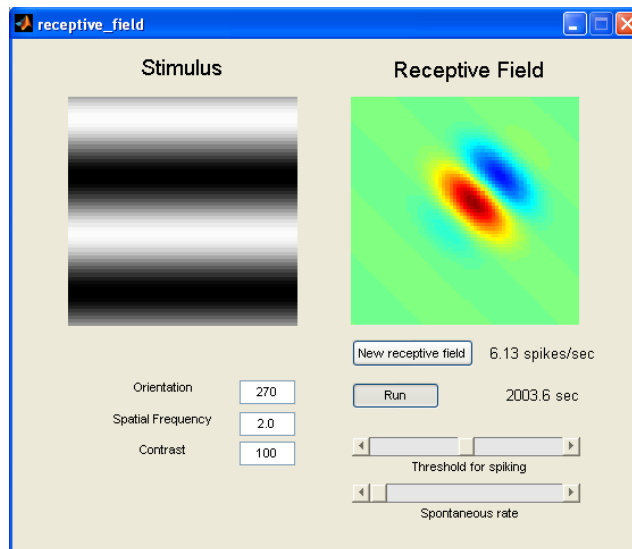 receptive_field
Stimulus
Receptive Field
New receptive field 6.13 spikes/sec
Orientation 270
Run 2003.6 sec
Spatial Frequency 2.0
Contrast 100
Threshold for spiking
Spontaneous rate